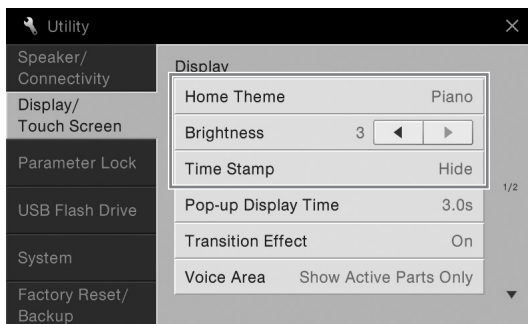 Utility
Speaker/
Connectivity
Display/
Touch Screen
Parameter Lock
USB Flash Drive
System
Factory Reset/
Backup
Display
Home Theme Piano
Brightness 3
Time Stamp Hide
Pop-up Display Time 3.0s
Transition Effect On
Voice Area Show Active Parts Only
1/2